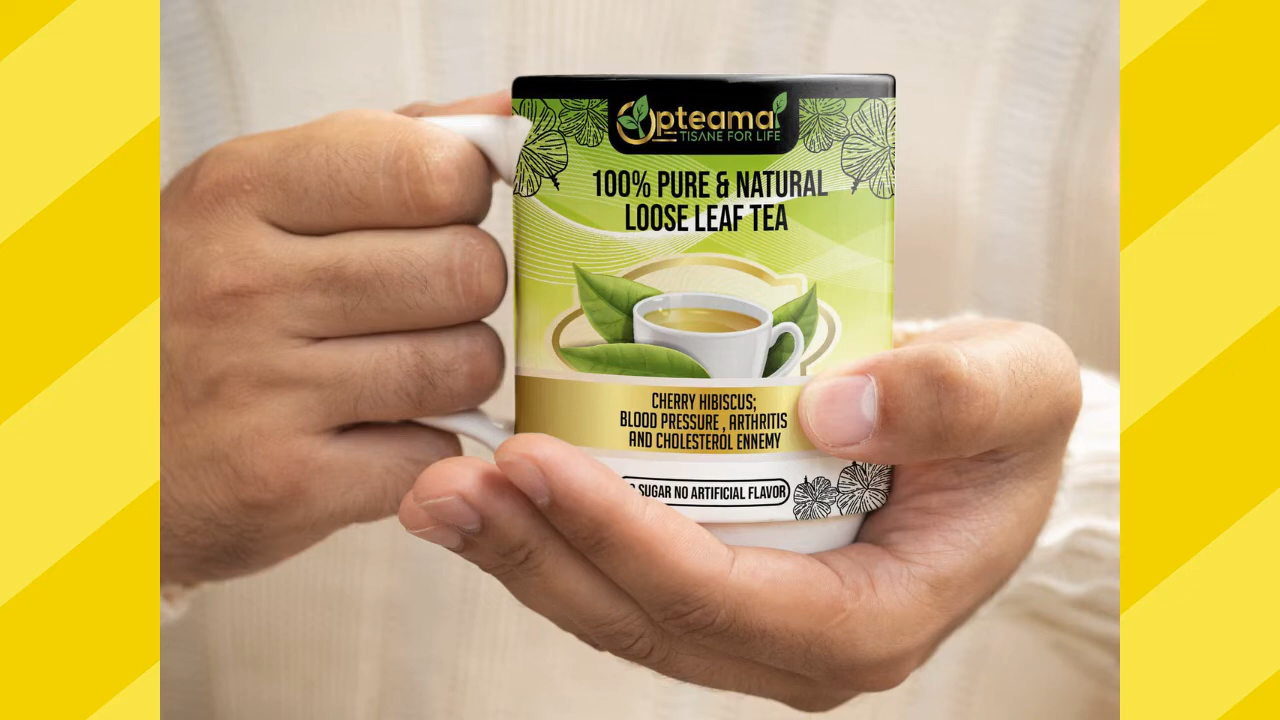 Opteama
TISANE FOR LIFE
100% PURE & NATURAL
LOOSE LEAF TEA
CHERRY HIBISCUS;
BLOOD PRESSURE , ARTHRITIS
AND CHOLESTEROL ENNEMY
SUGAR NO ARTIFICIAL FLAVOR